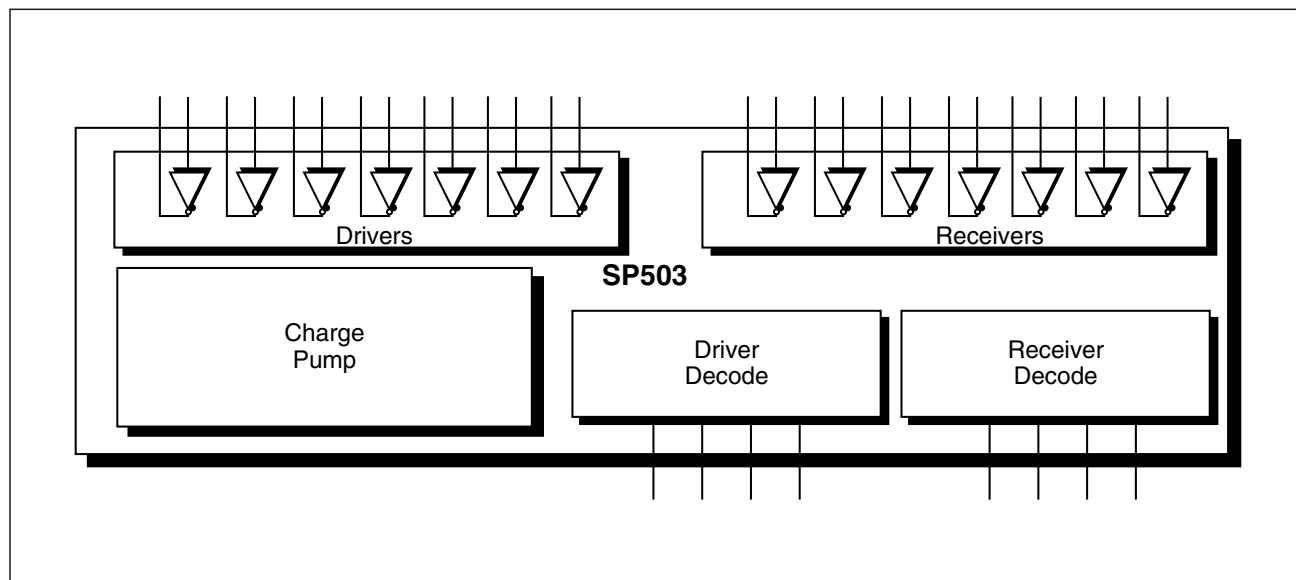 Drivers
Receivers
SP503
Charge
Pump
Driver
Decode
Receiver
Decode